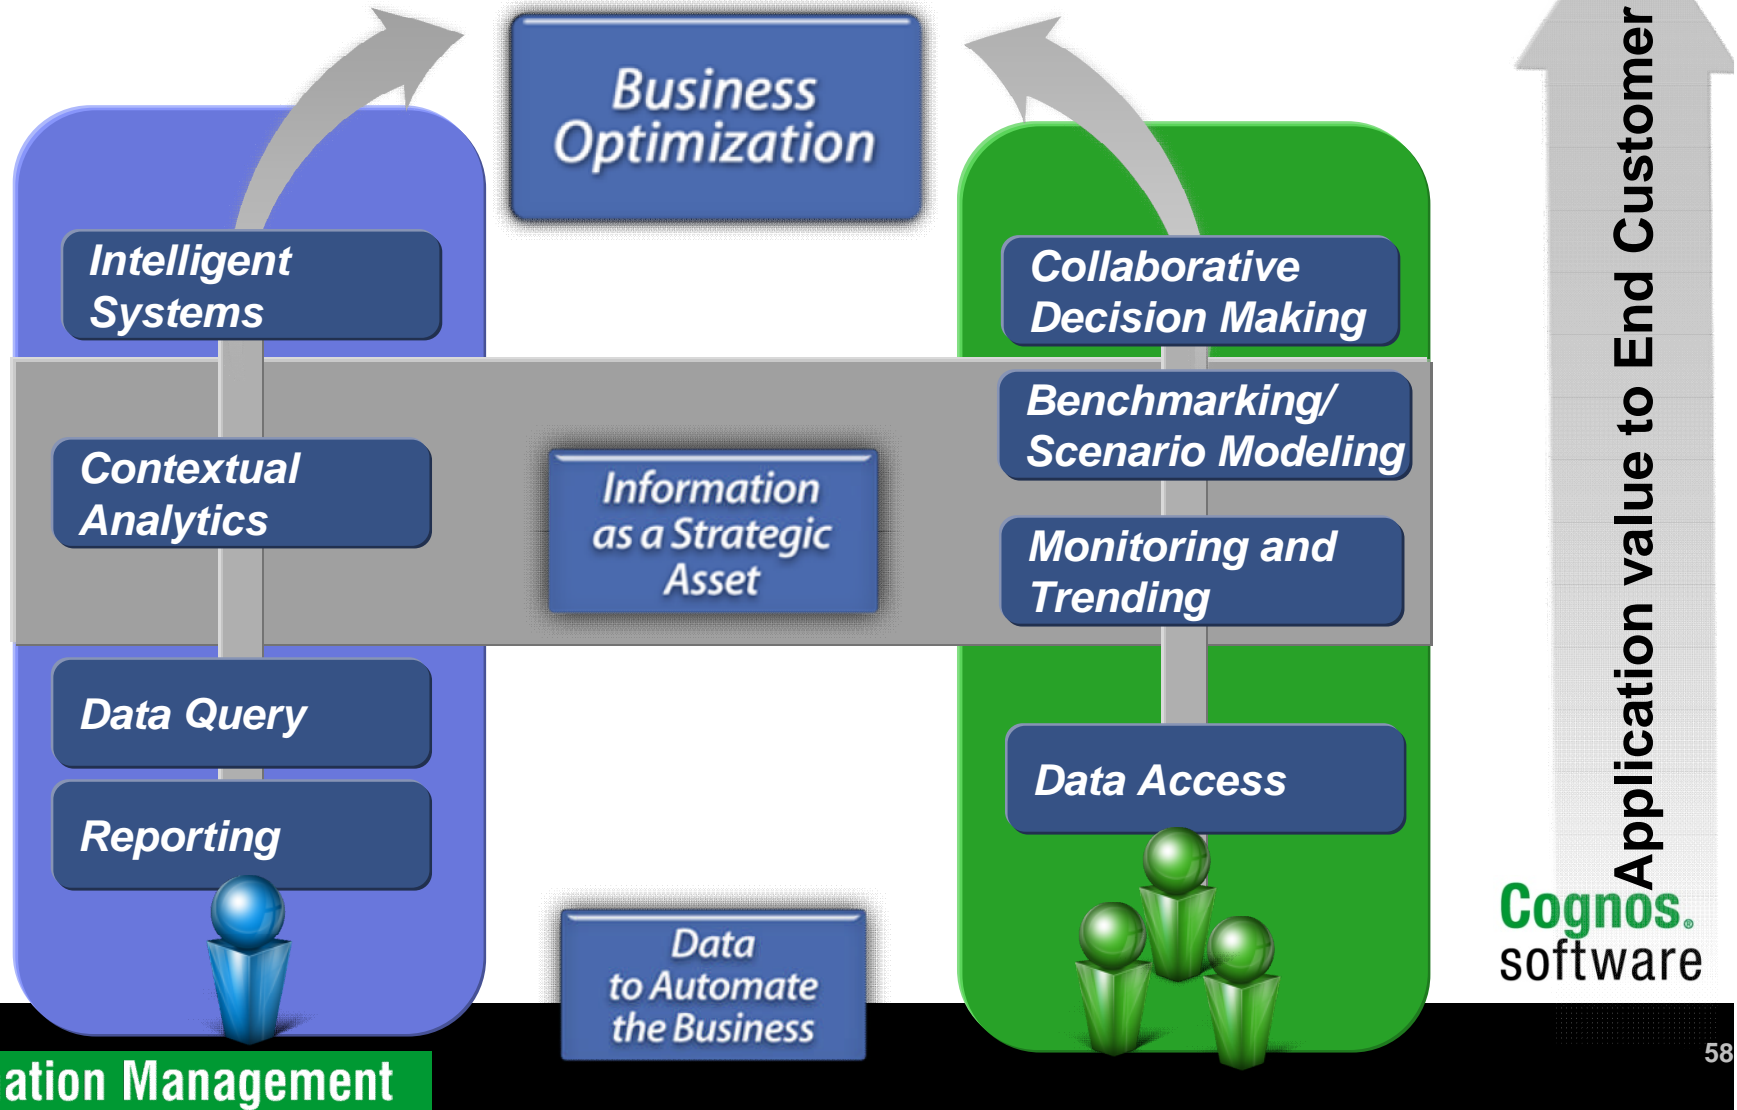 Business
Optimization
Intelligent
Systems
Contextual
Analytics
Data Query
Reporting
Information
as a Strategic
Asset
Data
to Automate
the Business
Collaborative
Decision Making
Benchmarking/
Scenario Modeling
Monitoring and
Trending
Data Access
Application value to End Customer
Cognos®
software
58
ation Management